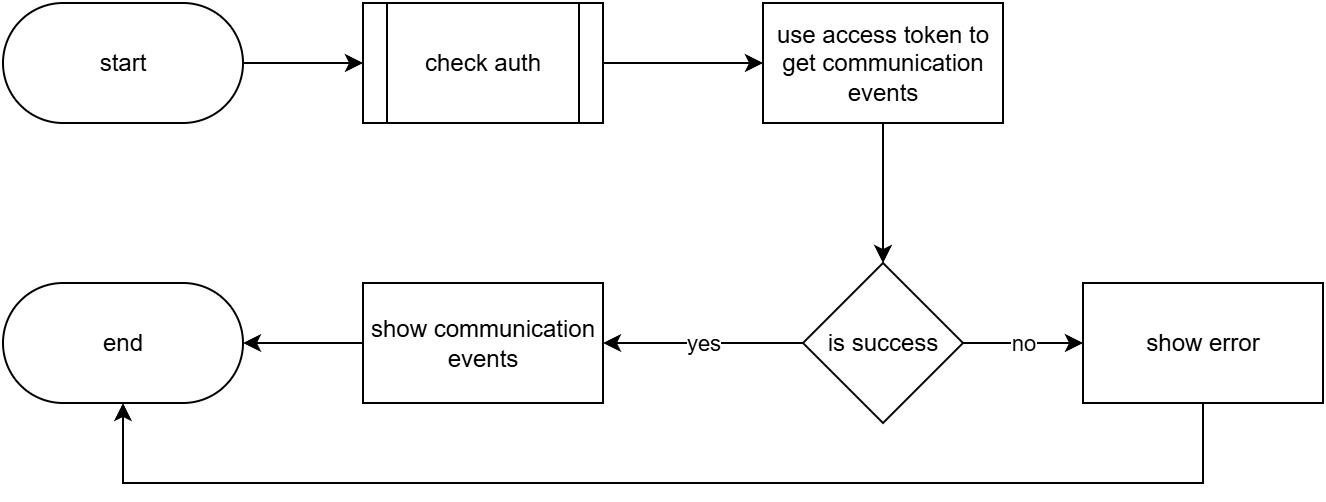 start
check auth
use access token to
get communication
events
end
show communication
events
yes
is success
no
show error